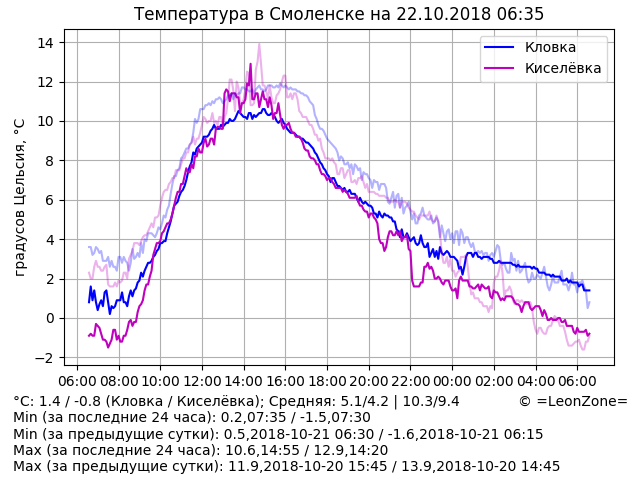 Температура в Смоленске на 22.10.2018 06:35
градусов Цельсия, °C
14
12
10
8
6
4
2
0
−2
Кловка
Киселёвка
06:00 08:00 10:00 12:00 14:00 16:00 18:00 20:00 22:00 00:00 02:00 04:00 06:00
°C: 1.4 / -0.8 (Кловка / Киселёвка); Средняя: 5.1/4.2 | 10.3/9.4 © =LeonZone=
Min (за последние 24 часа): 0.2,07:35 / -1.5,07:30
Min (за предыдущие сутки): 0.5,2018-10-21 06:30 / -1.6,2018-10-21 06:15
Max (за последние 24 часа): 10.6,14:55 / 12.9,14:20
Max (за предыдущие сутки): 11.9,2018-10-20 15:45 / 13.9,2018-10-20 14:45